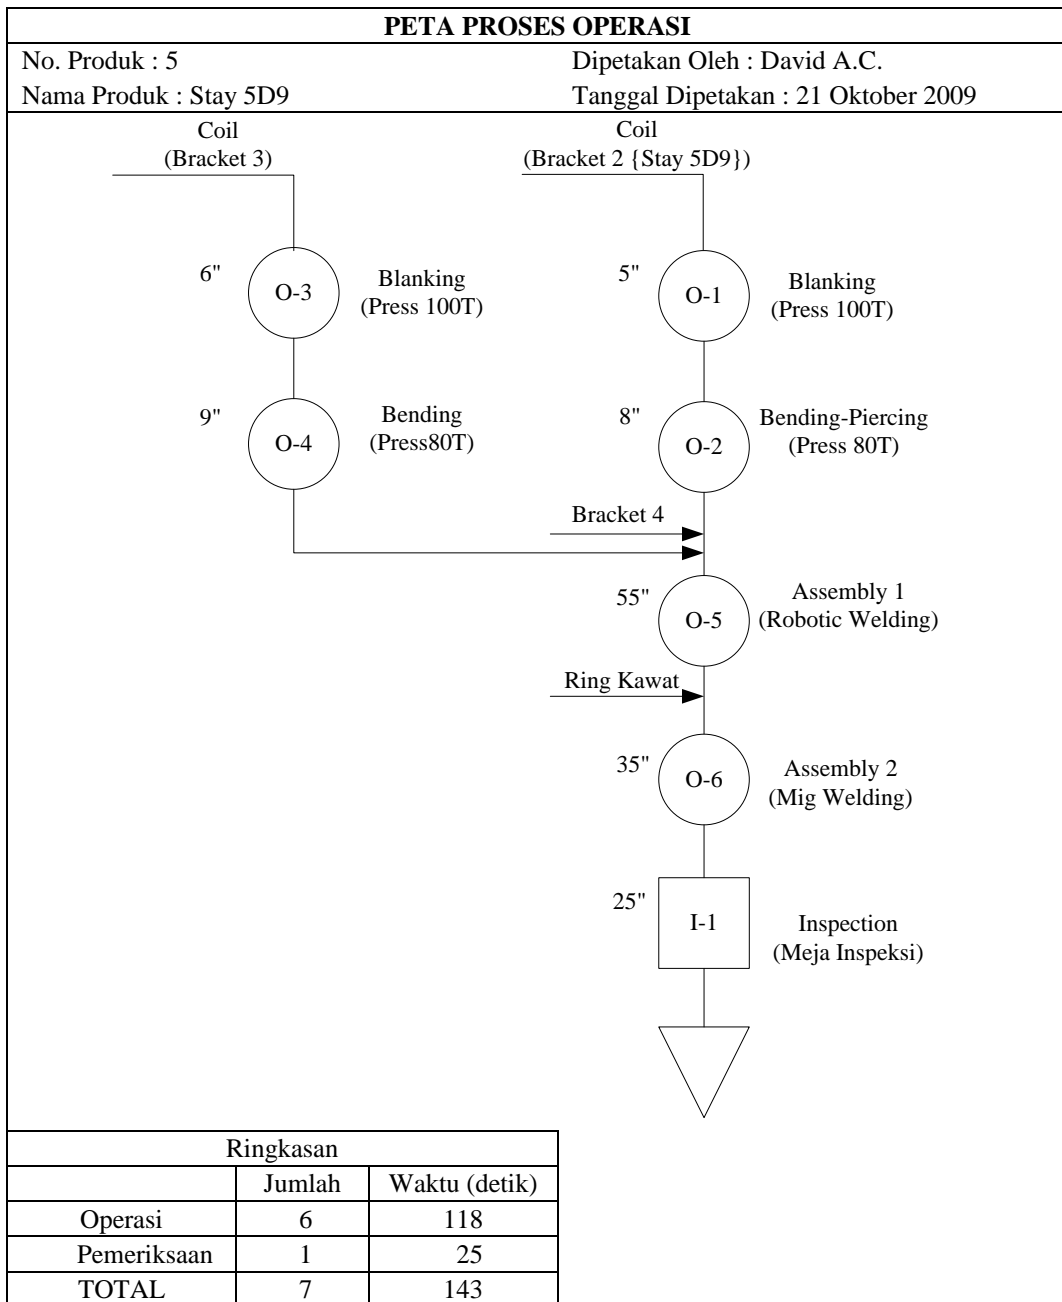 PETA PROSES OPERASI
No. Produk : 5
Dipetakan Oleh : David A.C.
Nama Produk : Stay 5D9
Tanggal Dipetakan : 21 Oktober 2009
Coil
(Bracket 3)
Coil
(Bracket 2 {Stay 5D9})
6"
O-3
Blanking
(Press 100T)
5"
O-1
Blanking
(Press 100T)
9"
O-4
Bending
(Press80T)
8"
O-2
Bending-Piercing
(Press 80T)
Bracket 4
55"
O-5
Assembly 1
(Robotic Welding)
Ring Kawat
35"
O-6
Assembly 2
(Mig Welding)
25"
I-1
Inspection
(Meja Inspeksi)
Ringkasan
Jumlah Waktu (detik)
Operasi 6 118
Pemeriksaan 1 25
TOTAL 7 143